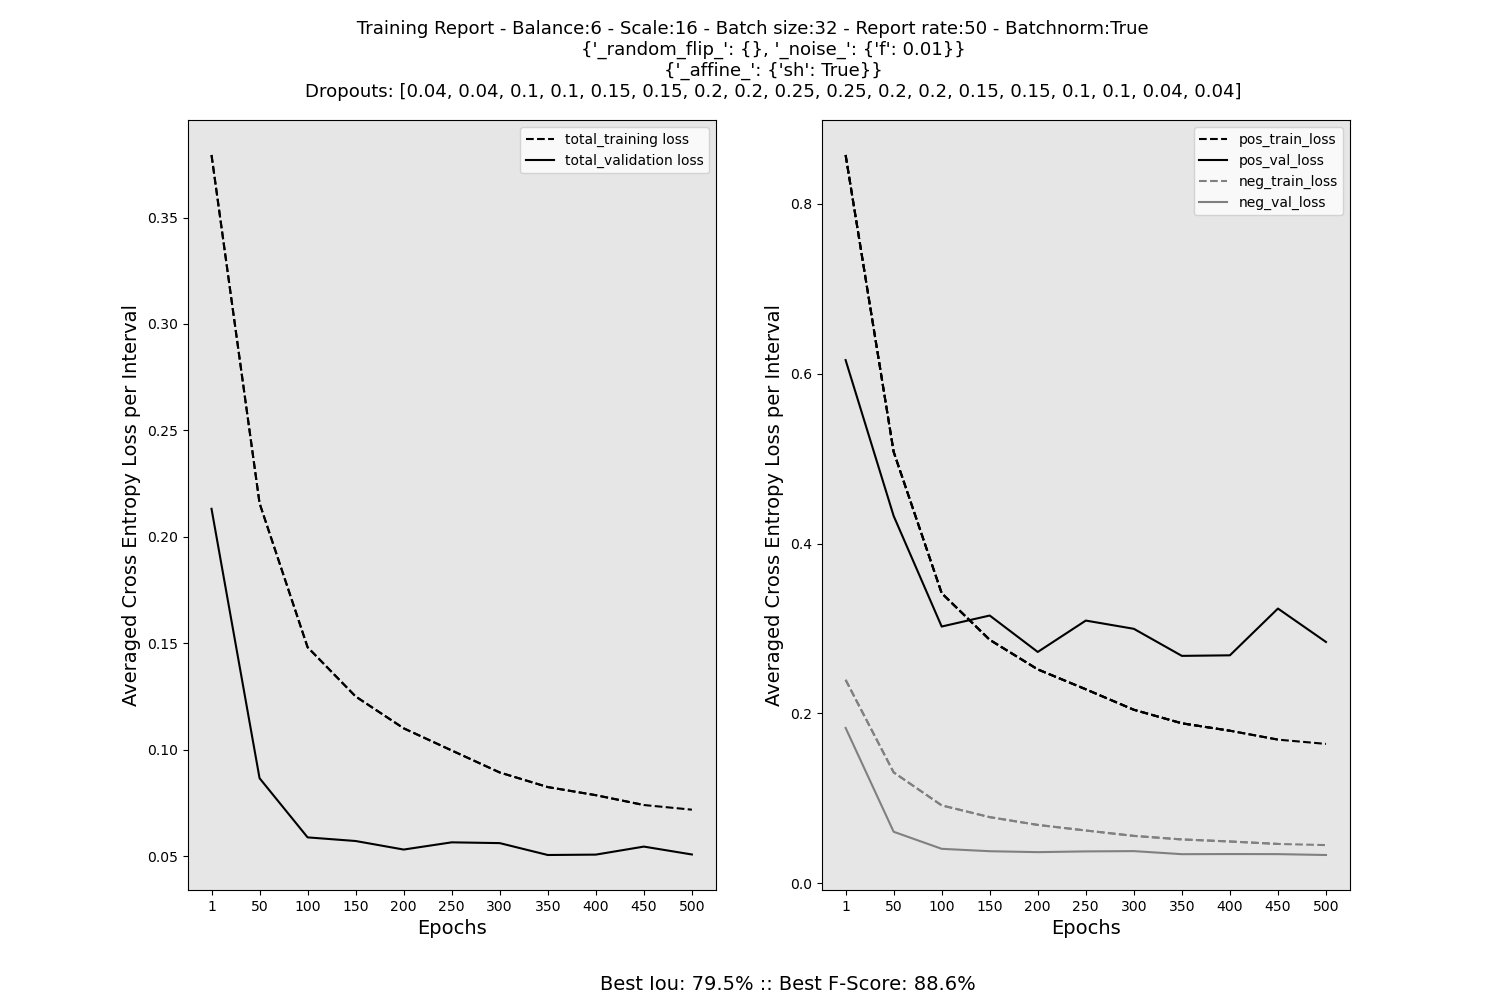 Training Report - Balance:6 - Scale:16 - Batch size:32 - Report rate:50 - Batchnorm:True
{'_random_flip_': {}, '_noise_': {'f': 0.01}}
{'_affine_': {'sh': True}}
Dropouts: [0.04, 0.04, 0.1, 0.1, 0.15, 0.15, 0.2, 0.2, 0.25, 0.25, 0.2, 0.2, 0.15, 0.15, 0.1, 0.1, 0.04, 0.04]
total_training loss
total_validation loss
0.35
0.30
0.25
0.20
0.15
0.10
0.05
Averaged Cross Entropy Loss per Interval
1 50 100 150 200 250 300 350 400 450 500
Epochs
pos_train_loss
pos_val_loss
neg_train_loss
neg_val_loss
0.8
0.6
0.4
0.2
0.0
Averaged Cross Entropy Loss per Interval
1 50 100 150 200 250 300 350 400 450 500
Epochs
Best Iou: 79.5% :: Best F-Score: 88.6%